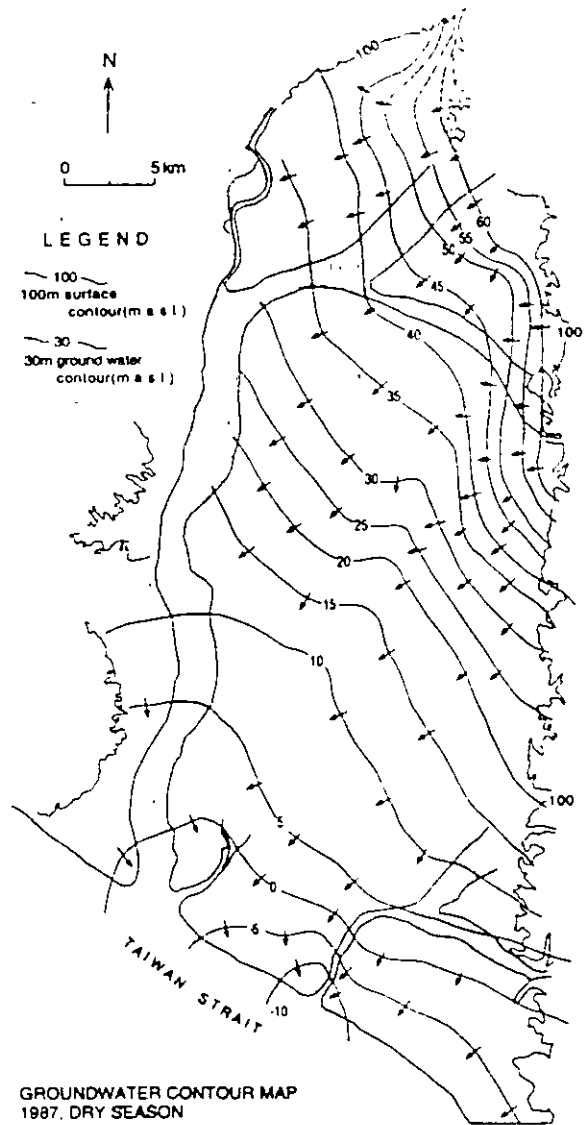 100
N
0 5km
LEGEND
100
100m surface
contour(m a s l)
30
30m ground water
contour(m a s l)
60
55
50
45
100
40
35
30
25
20
15
10
100
5
0
-5
-10
TAIWAN STRAIT
GROUNDWATER CONTOUR MAP
1987. DRY SEASON